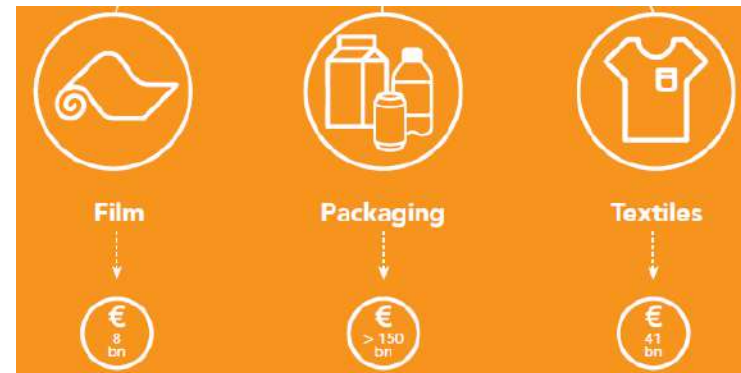 Film
Packaging
Textiles
€
8
bn
€
> 150
bn
€
41
bn